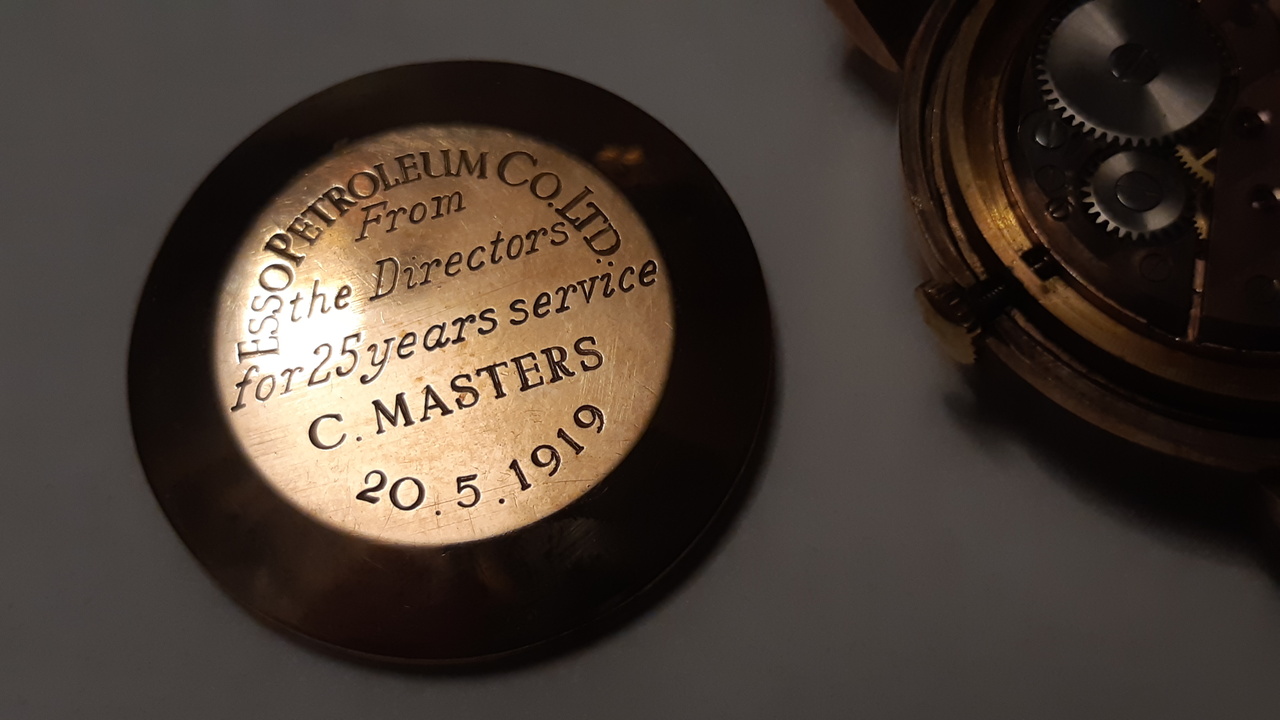 ESSO PETROLEUM CO. LTD.
From
the Directors
for 25 years service
C. MASTERS
20.5.1919